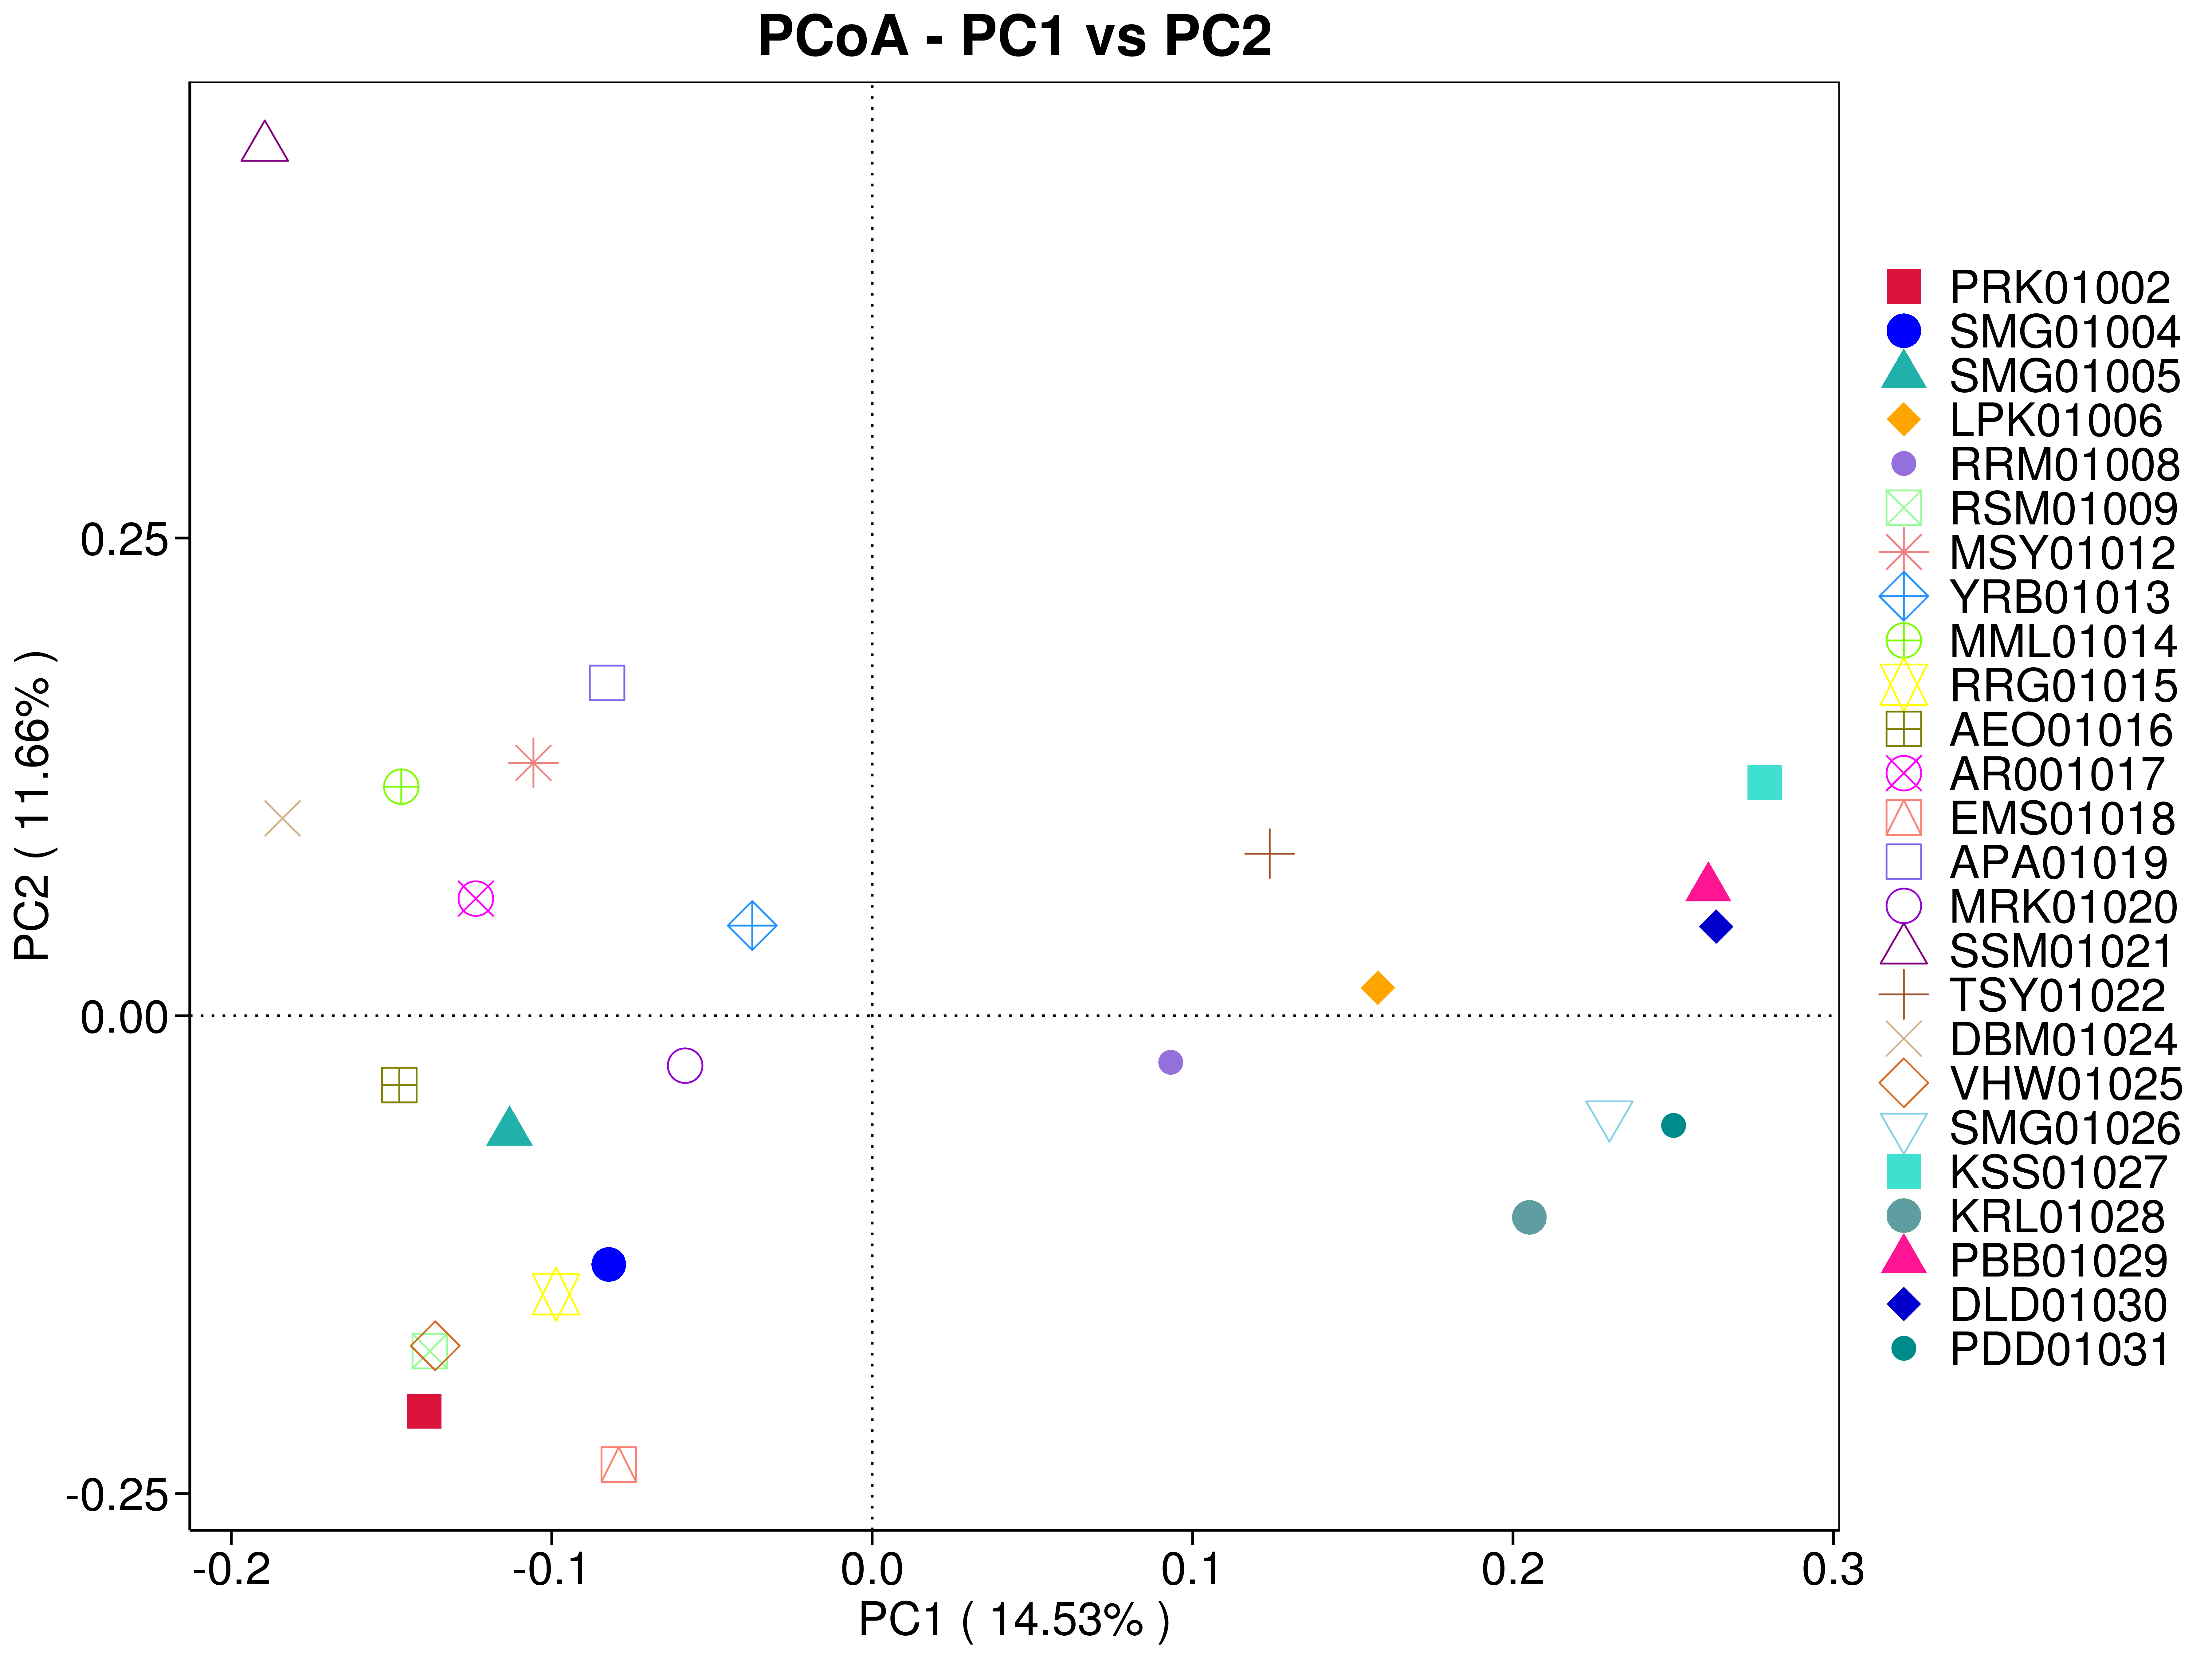 PCoA - PC1 vs PC2
PC2 ( 11.66% )
0.25
0.00
-0.25
-0.2
-0.1
0.0
0.1
0.2
0.3
PC1 ( 14.53% )
PRK01002
SMG01004
SMG01005
LPK01006
RRM01008
RSM01009
MSY01012
YRB01013
MML01014
RRG01015
AEO01016
AR001017
EMS01018
APA01019
MRK01020
SSM01021
TSY01022
DBM01024
VHW01025
SMG01026
KSS01027
KRL01028
PBB01029
DLD01030
PDD01031